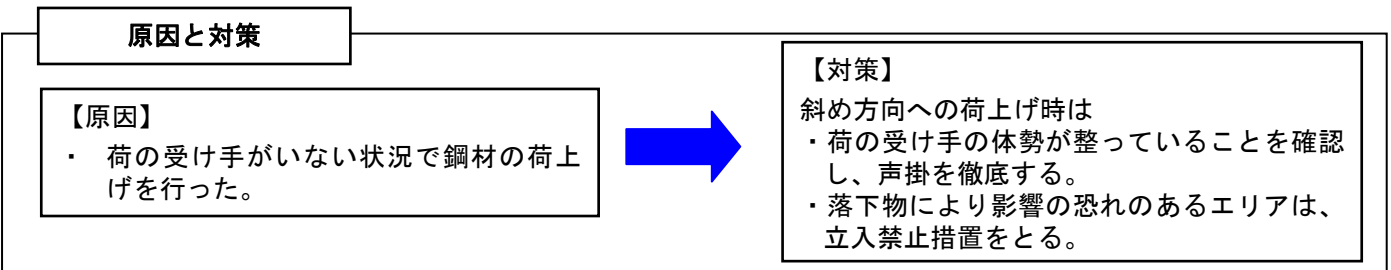 原因と対策
【原因】
・ 荷の受け手がいない状況で鋼材の荷上
げを行った。
【対策】
斜め方向への荷上げ時は
・荷の受け手の体勢が整っていることを確認
し、声掛を徹底する。
・落下物により影響の恐れのあるエリアは、
立入禁止措置をとる。